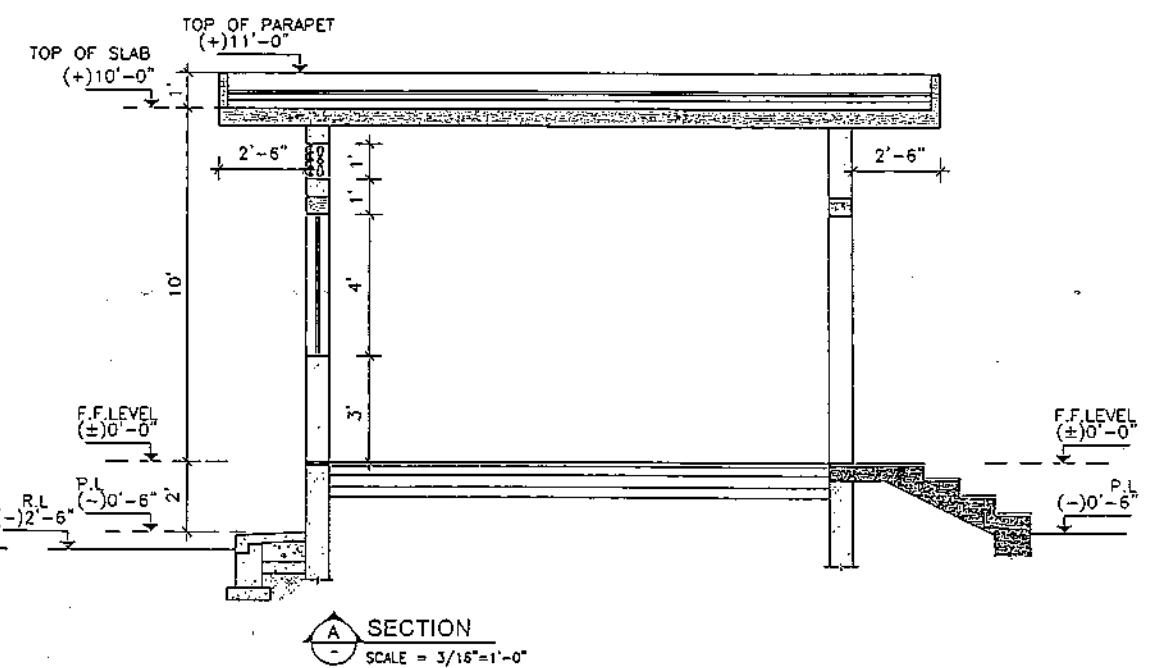 TOP OF PARAPET
(+)11'-0"
TOP OF SLAB
(+)10'-0"
1'
2'-6"
1'
2'-6"
1'
4'
10'
3'
F.F.LEVEL
(±)0'-0"
F.F.LEVEL
(±)0'-0"
P.L
(-)0'-6"
2'
R.L
-)2'-6"
P.L
(-)0'-6"
A
SECTION
SCALE = 3/16"=1'-0"